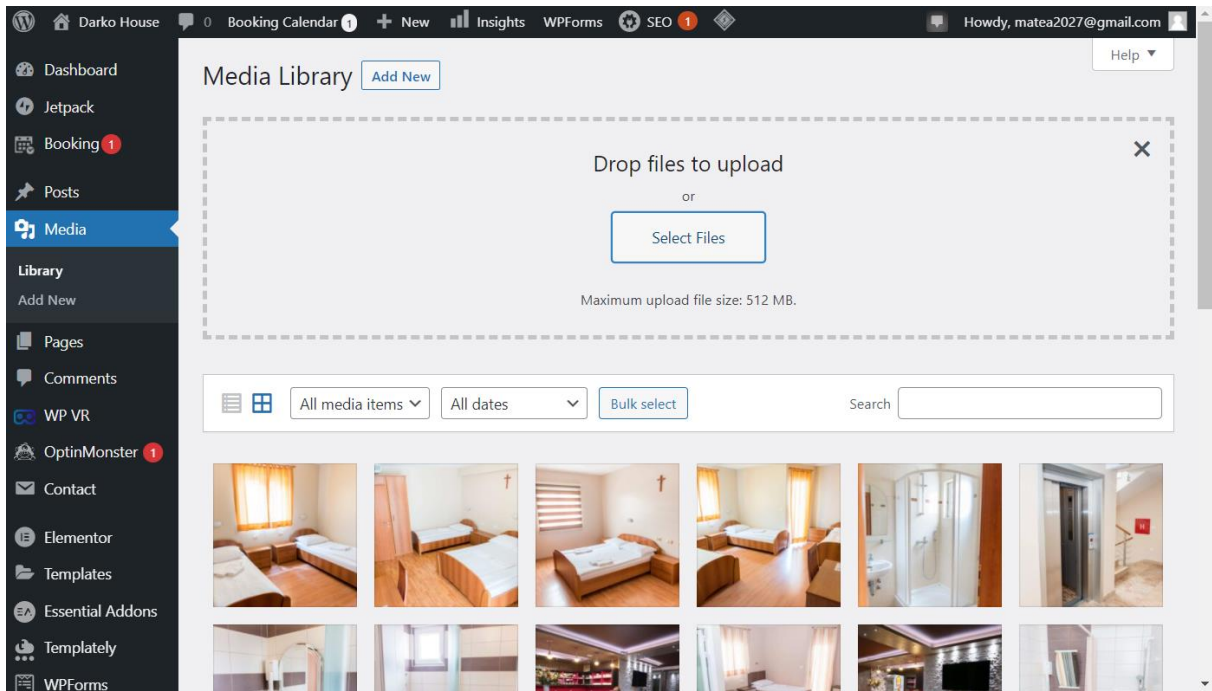 Darko House 0 Booking Calendar 1 New Insights WPForms SEO 1 Howdy, matea2027@gmail.com
Help
Dashboard
Jetpack
Booking 1
Posts
Media
Library
Add New
Pages
Comments
WP VR
OptinMonster 1
Contact
Elementor
Templates
Essential Addons
Templately
WPForms
Media Library Add New
Drop files to upload
or
Select Files
Maximum upload file size: 512 MB.
All media items All dates Bulk select Search